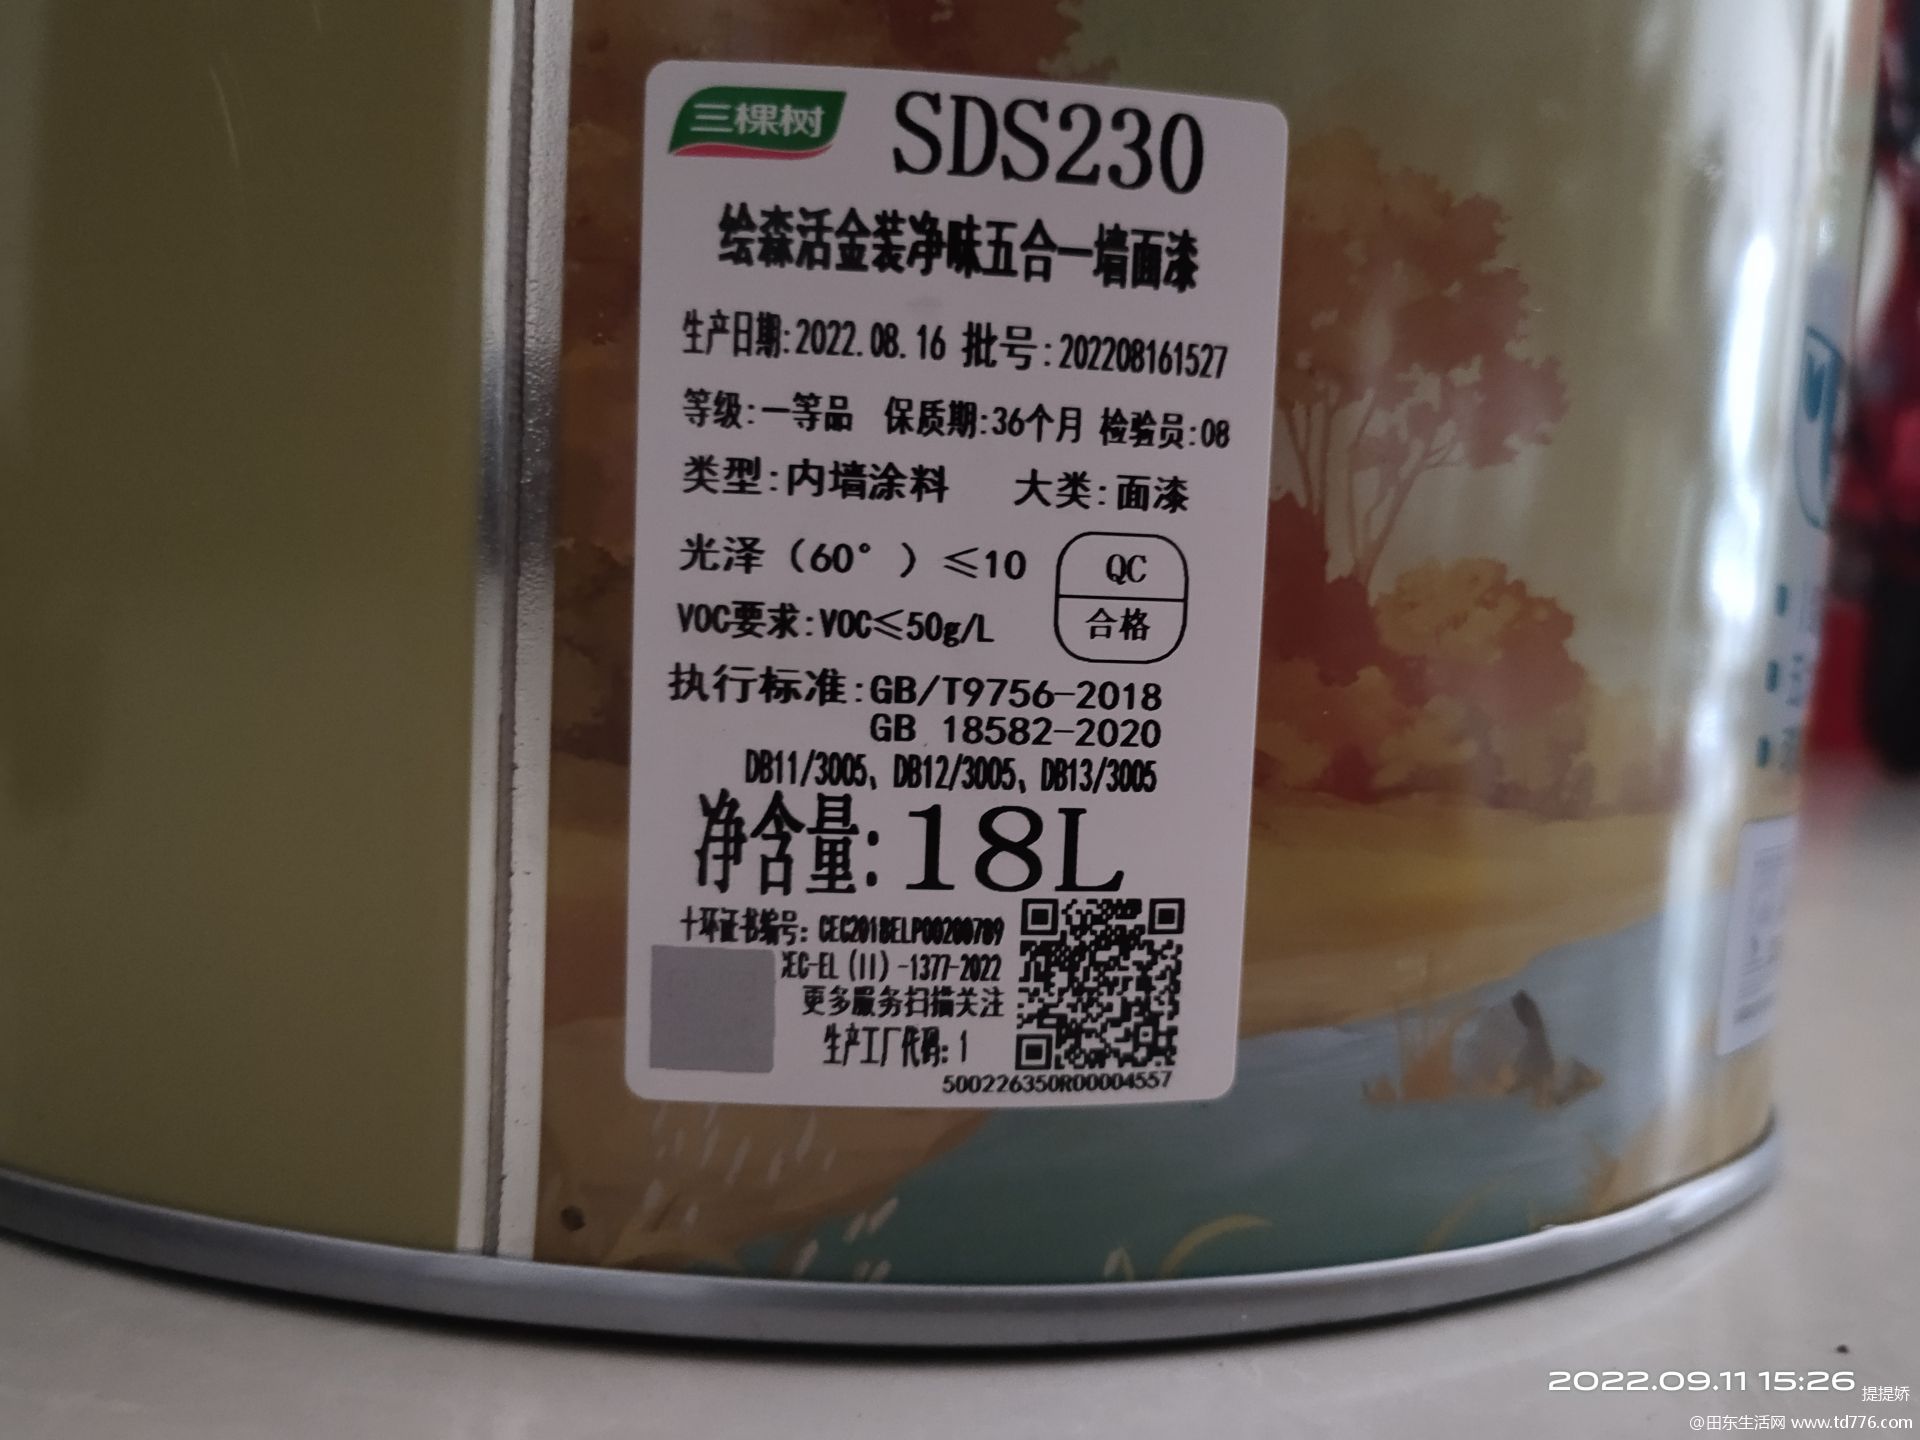 三棵树 SDS230
绘森活金装净味五合一墙面漆
生产日期:2022.08.16 批号:202208161527
等级:一等品 保质期:36个月 检验员:08
类型:内墙涂料 大类:面漆
光泽（60°）≤10
QC
合格
VOC要求:VOC≤50g/L
执行标准:GB/T9756-2018
GB 18582-2020
DB11/3005、DB12/3005、DB13/3005
净含量:18L
十环证书编号: CEC2018ELP00200789
CEC-EL(II)-1377-2022
更多服务扫描关注
生产工厂代码: 1
500226350R00004557
2022.09.11 15:26
提提娇
@田东生活网 www.td776.com